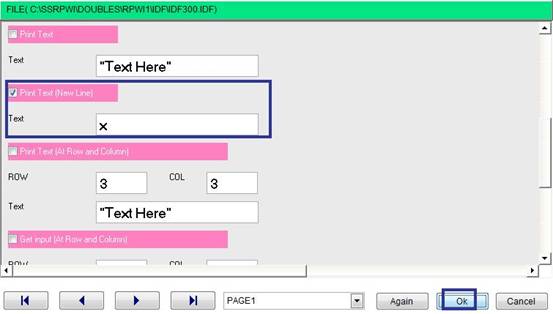 FILE( C:\SSRPWI\DOUBLES\RPWI1\IDF\IDF300.IDF)
Print Text
Text "Text Here"
Print Text (New Line)
Text x
Print Text (At Row and Column)
ROW 3 COL 3
Text "Text Here"
Get input (At Row and Column)
ROW COL
PAGE1 Again Ok Cancel